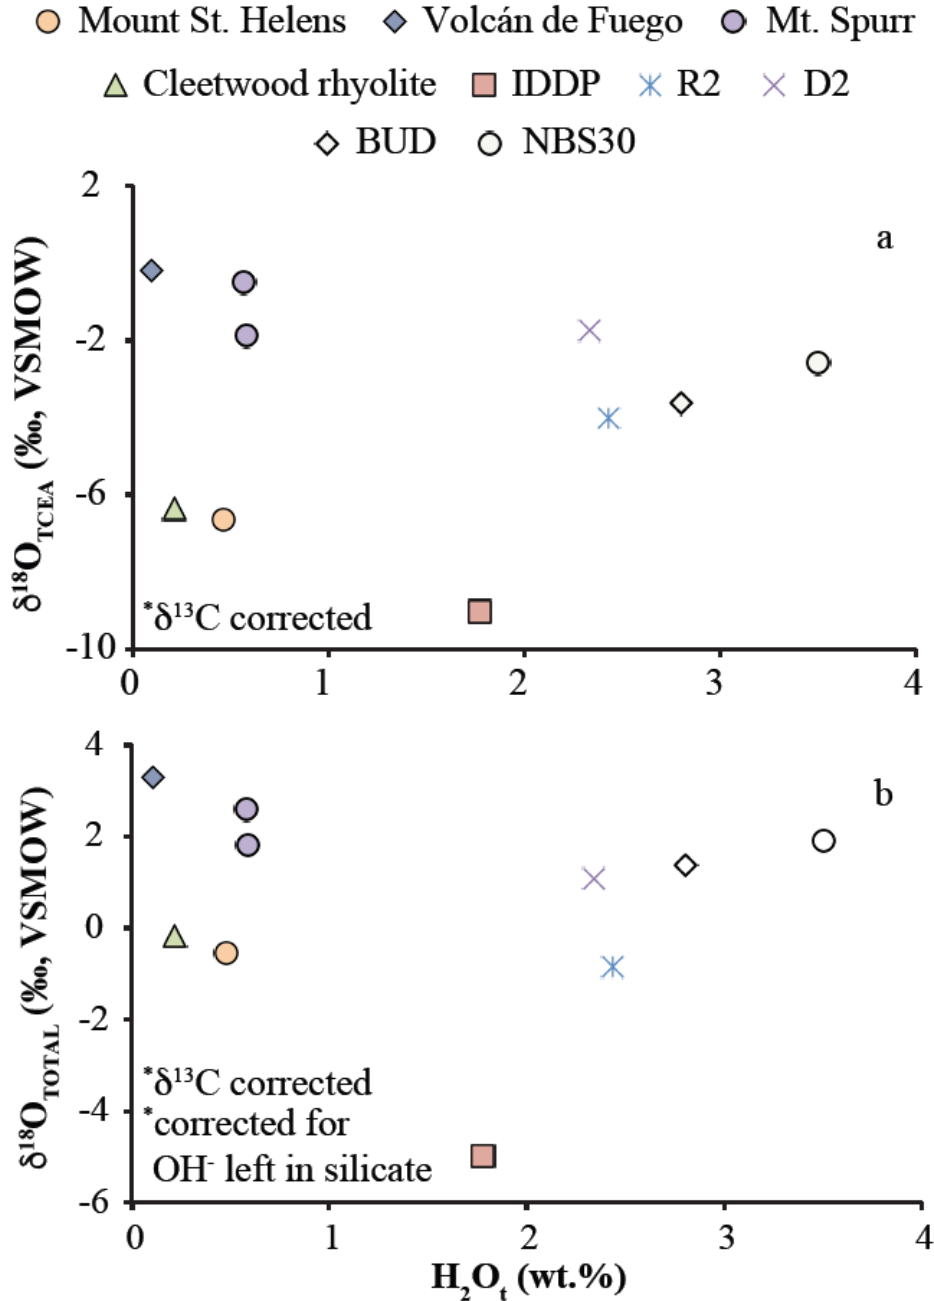 Mount St. Helens Volcán de Fuego Mt. Spurr
Cleetwood rhyolite IDDP R2 D2
BUD NBS30
2
-2
-6
-10
δ¹⁸O_TCEA (‰, VSMOW)
a
*δ¹³C corrected
0 1 2 3 4
4
2
0
-2
-4
-6
δ¹⁸O_TOTAL (‰, VSMOW)
b
*δ¹³C corrected
*corrected for
OH⁻ left in silicate
0 1 2 3 4
H₂Oₜ (wt.%)